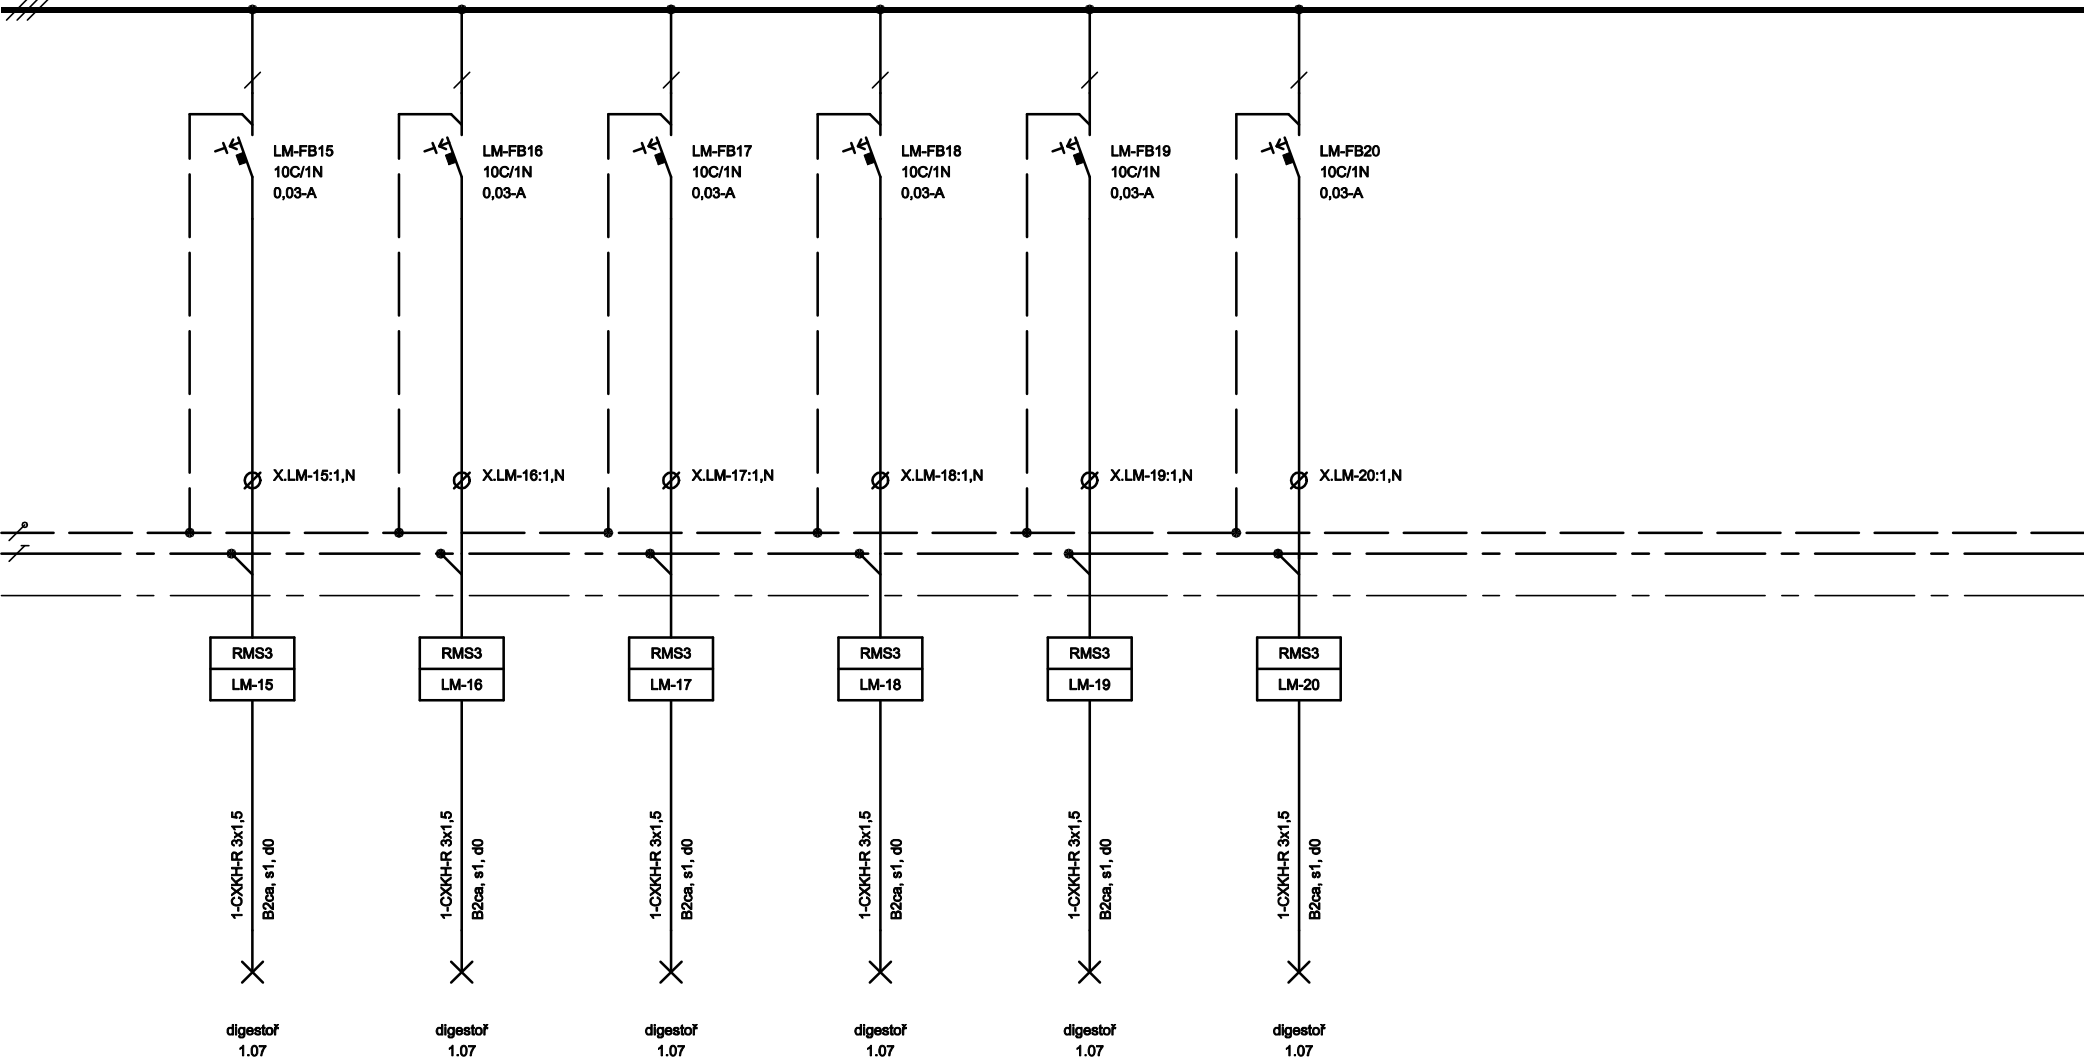 LM-FB15
10C/1N
0,03-A
LM-FB16
10C/1N
0,03-A
LM-FB17
10C/1N
0,03-A
LM-FB18
10C/1N
0,03-A
LM-FB19
10C/1N
0,03-A
LM-FB20
10C/1N
0,03-A
X.LM-15:1,N
X.LM-16:1,N
X.LM-17:1,N
X.LM-18:1,N
X.LM-19:1,N
X.LM-20:1,N
RMS3
LM-15
RMS3
LM-16
RMS3
LM-17
RMS3
LM-18
RMS3
LM-19
RMS3
LM-20
1-CXKH-R 3x1,5
B2ca, s1, d0
1-CXKH-R 3x1,5
B2ca, s1, d0
1-CXKH-R 3x1,5
B2ca, s1, d0
1-CXKH-R 3x1,5
B2ca, s1, d0
1-CXKH-R 3x1,5
B2ca, s1, d0
1-CXKH-R 3x1,5
B2ca, s1, d0
digestoř
1.07
digestoř
1.07
digestoř
1.07
digestoř
1.07
digestoř
1.07
digestoř
1.07